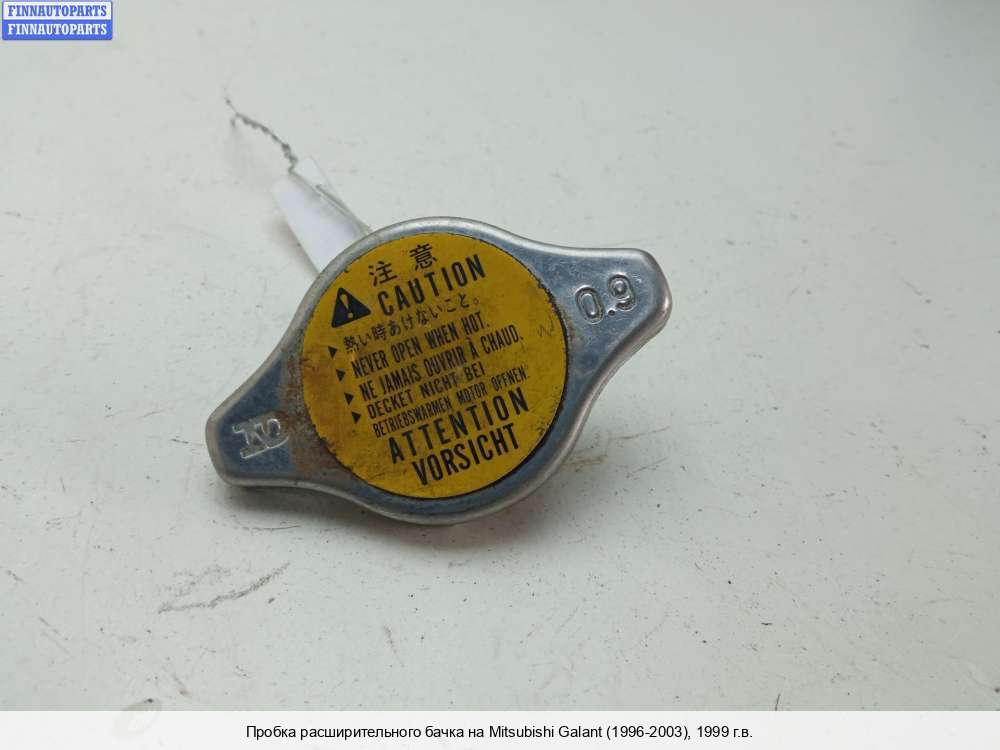 FINNAUTOPARTS
FINNAUTOPARTS
注意
CAUTION
熱い時あけないこと。
NEVER OPEN WHEN HOT.
NE JAMAIS OUVRIR À CHAUD.
DECKET NICHT BEI
BETRIEBSWARMEN MOTOR OFFNEN
ATTENTION
VORSICHT
0.9
Пробка расширительного бачка на Mitsubishi Galant (1996-2003), 1999 г.в.